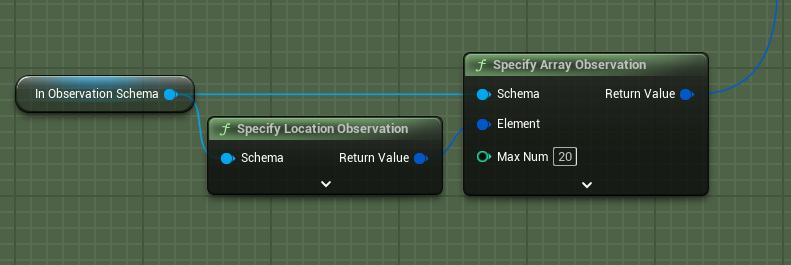 In Observation Schema
Specify Location Observation
Schema
Return Value
Specify Array Observation
Schema
Return Value
Element
Max Num 20